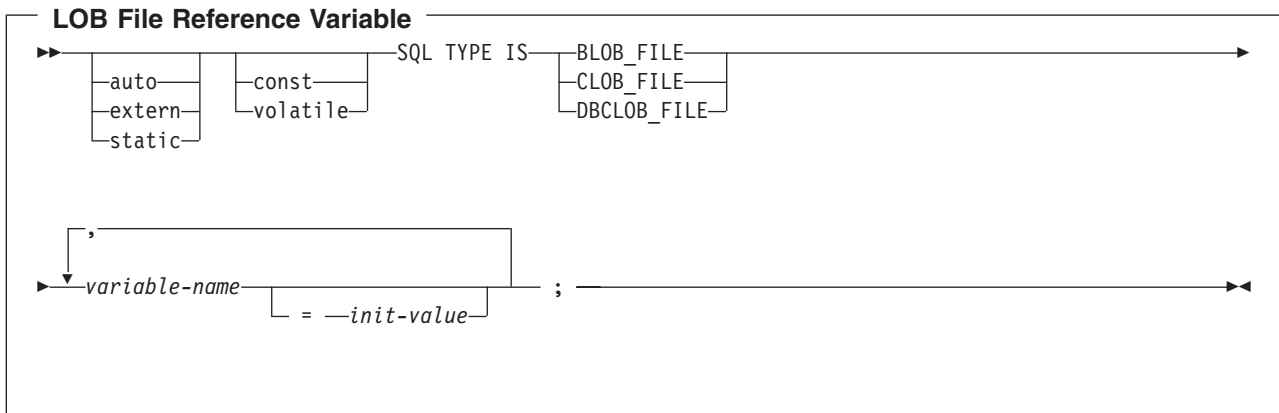 LOB File Reference Variable
SQL TYPE IS BLOB_FILE
auto const CLOB_FILE
extern volatile DBCLOB_FILE
static
,
variable-name ;
= init-value